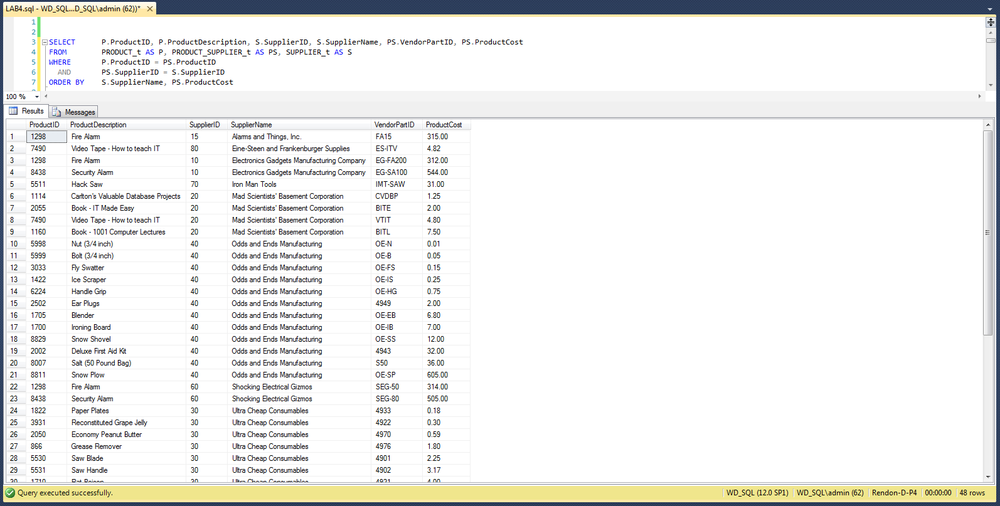 LAB4.sql - WD_SQL...D_SQL\admin (62))* ✕
1
2
3 SELECT P.ProductID, P.ProductDescription, S.SupplierID, S.SupplierName, PS.VendorPartID, PS.ProductCost
4 FROM PRODUCT_t AS P, PRODUCT_SUPPLIER_t AS PS, SUPPLIER_t AS S
5 WHERE P.ProductID = PS.ProductID
6 AND PS.SupplierID = S.SupplierID
7 ORDER BY S.SupplierName, PS.ProductCost
100 %
Results Messages
ProductID ProductDescription SupplierID SupplierName VendorPartID ProductCost
1 1298 Fire Alarm 15 Alarms and Things, Inc. FA15 315.00
2 7490 Video Tape - How to teach IT 80 Eine-Steen and Frankenburger Supplies ES-ITV 4.82
3 1298 Fire Alarm 10 Electronics Gadgets Manufacturing Company EG-FA200 312.00
4 8438 Security Alarm 10 Electronics Gadgets Manufacturing Company EG-SA100 544.00
5 5511 Hack Saw 70 Iron Man Tools IMT-SAW 31.00
6 1114 Carlton's Valuable Database Projects 20 Mad Scientists' Basement Corporation CVDBP 1.25
7 2055 Book - IT Made Easy 20 Mad Scientists' Basement Corporation BITE 2.00
8 7490 Video Tape - How to teach IT 20 Mad Scientists' Basement Corporation VTIT 4.80
9 1160 Book - 1001 Computer Lectures 20 Mad Scientists' Basement Corporation BITL 7.50
10 5998 Nut (3/4 inch) 40 Odds and Ends Manufacturing OE-N 0.01
11 5999 Bolt (3/4 inch) 40 Odds and Ends Manufacturing OE-B 0.05
12 3033 Fly Swatter 40 Odds and Ends Manufacturing OE-FS 0.15
13 1422 Ice Scraper 40 Odds and Ends Manufacturing OE-IS 0.25
14 6224 Handle Grip 40 Odds and Ends Manufacturing OE-HG 0.75
15 2502 Ear Plugs 40 Odds and Ends Manufacturing 4949 2.00
16 1705 Blender 40 Odds and Ends Manufacturing OE-EB 6.80
17 1700 Ironing Board 40 Odds and Ends Manufacturing OE-IB 7.00
18 8829 Snow Shovel 40 Odds and Ends Manufacturing OE-SS 12.00
19 2002 Deluxe First Aid Kit 40 Odds and Ends Manufacturing 4943 32.00
20 8007 Salt (50 Pound Bag) 40 Odds and Ends Manufacturing S50 36.00
21 8811 Snow Plow 40 Odds and Ends Manufacturing OE-SP 605.00
22 1298 Fire Alarm 60 Shocking Electrical Gizmos SEG-50 314.00
23 8438 Security Alarm 60 Shocking Electrical Gizmos SEG-80 505.00
24 1822 Paper Plates 30 Ultra Cheap Consumables 4933 0.18
25 3931 Reconstituted Grape Jelly 30 Ultra Cheap Consumables 4922 0.30
26 2050 Economy Peanut Butter 30 Ultra Cheap Consumables 4970 0.59
27 866 Grease Remover 30 Ultra Cheap Consumables 4976 1.80
28 5530 Saw Blade 30 Ultra Cheap Consumables 4901 2.25
29 5531 Saw Handle 30 Ultra Cheap Consumables 4902 3.17
30 1710 Rat Poison 30 Ultra Cheap Consumables 4921 4.00
Query executed successfully. WD_SQL (12.0 SP1) WD_SQL\admin (62) Rendon-D-P4 00:00:00 48 rows